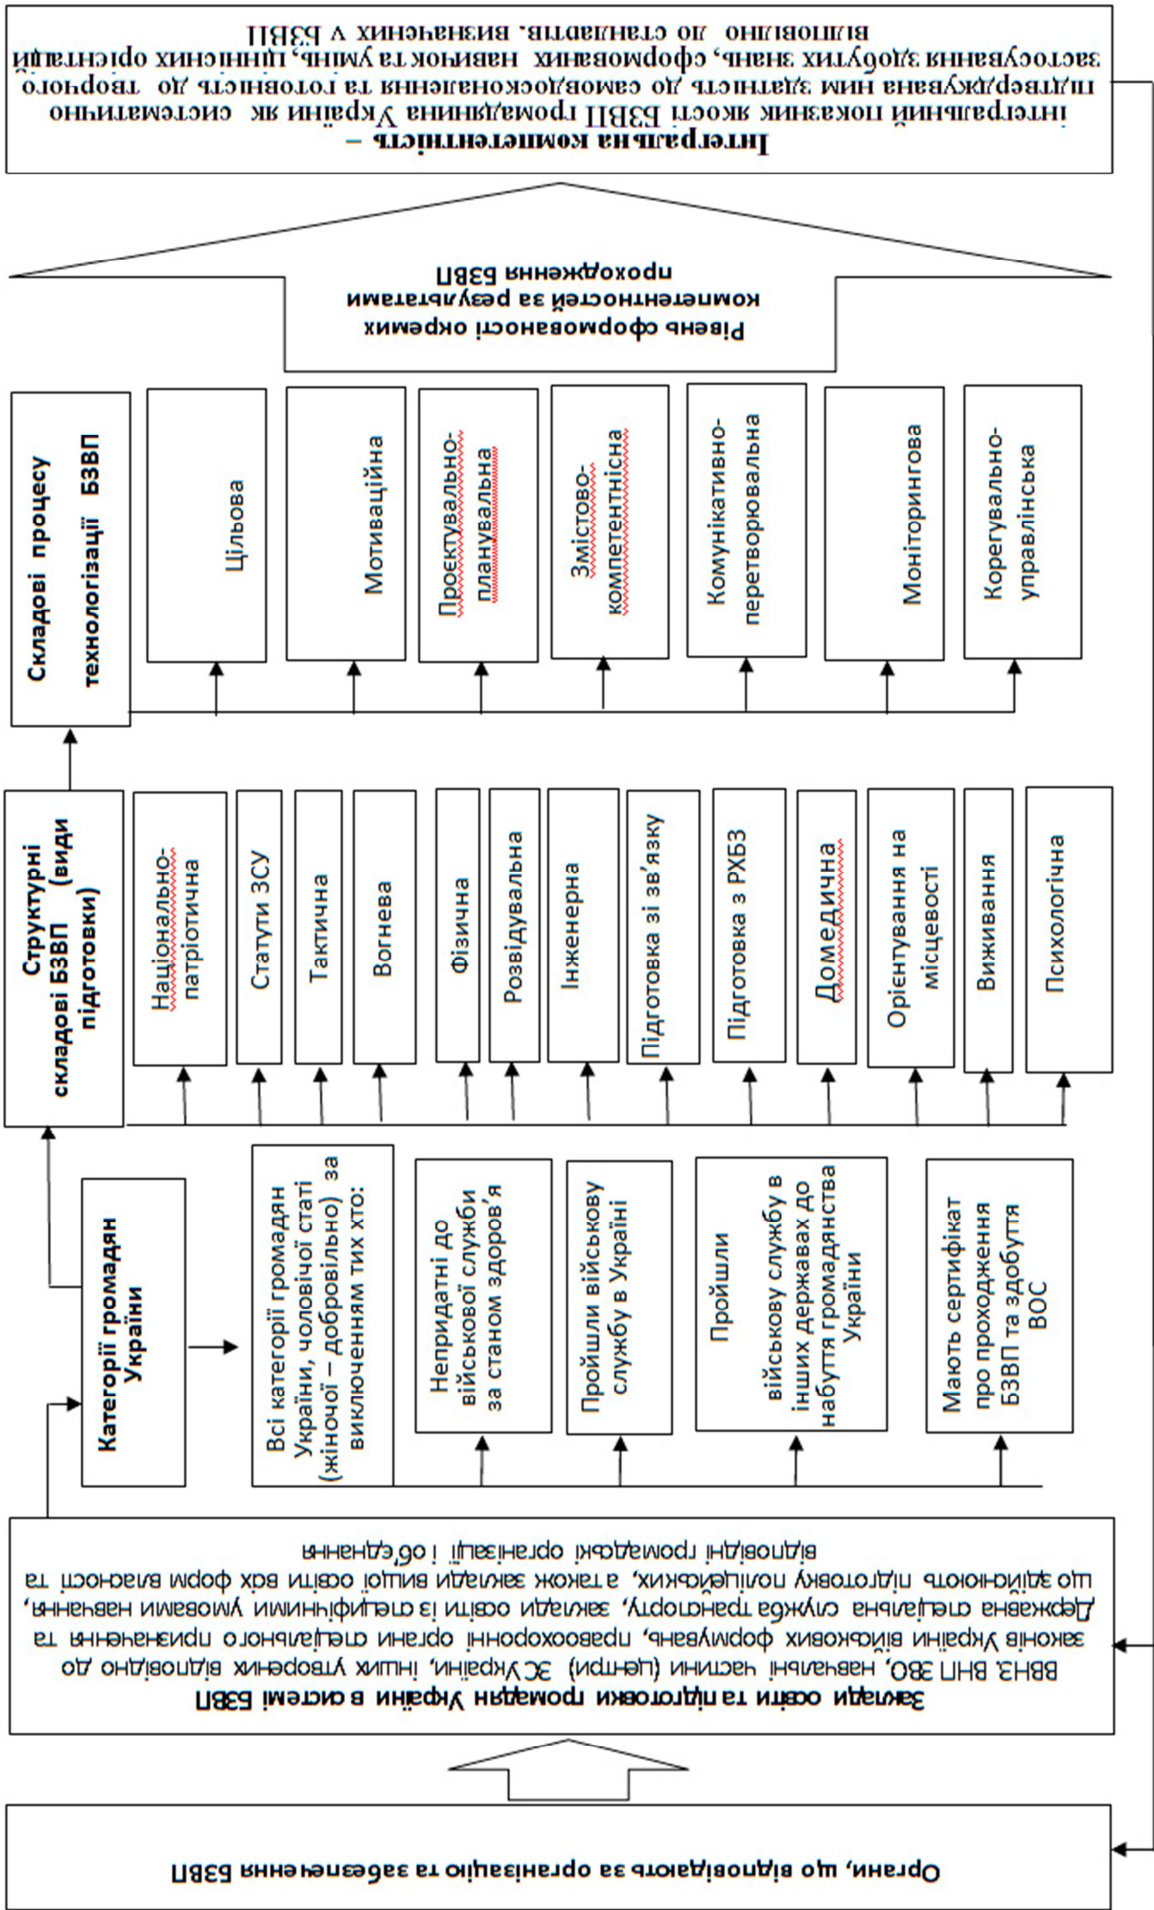 Органи, що відповідають за організацію та забезпечення БЗВП
Заклади освіти та підготовки громадян України в системі БЗВП
ВВНЗ, ВНП ЗВО, навчальні частини (центри) ЗСУкраїни, інших утворених відповідно до
законів України військових формувань, правоохоронні органи спеціального призначення та
Державна спеціальна служба транспорту, заклади освіти із специфічними умовами навчання,
що здійснюють підготовку поліцейських, а також заклади вищої освіти всіх форм власності та
відповідні громадські організації і об'єднання
Категорії громадян
України
Всі категорії громадян
України, чоловічої статі
(жіночої – добровільно) за
виключенням тих хто:
Непридатні до
військової служби
за станом здоров'я
Пройшли військову
службу в Україні
Пройшли
військову службу в
інших державах до
набуття громадянства
України
Мають сертифікат
про проходження
БЗВП та здобуття
ВОС
Структурні
складові БЗВП (види
підготовки)
Національно-
патріотична
Статути ЗСУ
Тактична
Вогнева
Фізична
Розвідувальна
Інженерна
Підготовка зі зв'язку
Підготовка з РХБЗ
Домедична
Орієнтування на
місцевості
Виживання
Психологічна
Складові процесу
технологізації БЗВП
Цільова
Мотиваційна
Проєктувально-
планувальна
Змістово-
компетентнісна
Комунікативно-
перетворювальна
Моніторингова
Корегувально-
управлінська
Рівень сформованості окремих
компетентностей за результатами
проходження БЗВП
Інтегральна компетентність –
інтегральний показник якості БЗВП громадянина України як систематично
підтверджувана ним здатність до самовдосконалення та готовність до творчого
застосування здобутих знань, сформованих навичок та умінь, ціннісних орієнтацій
відповідно до стандартів, визначених у БЗВП